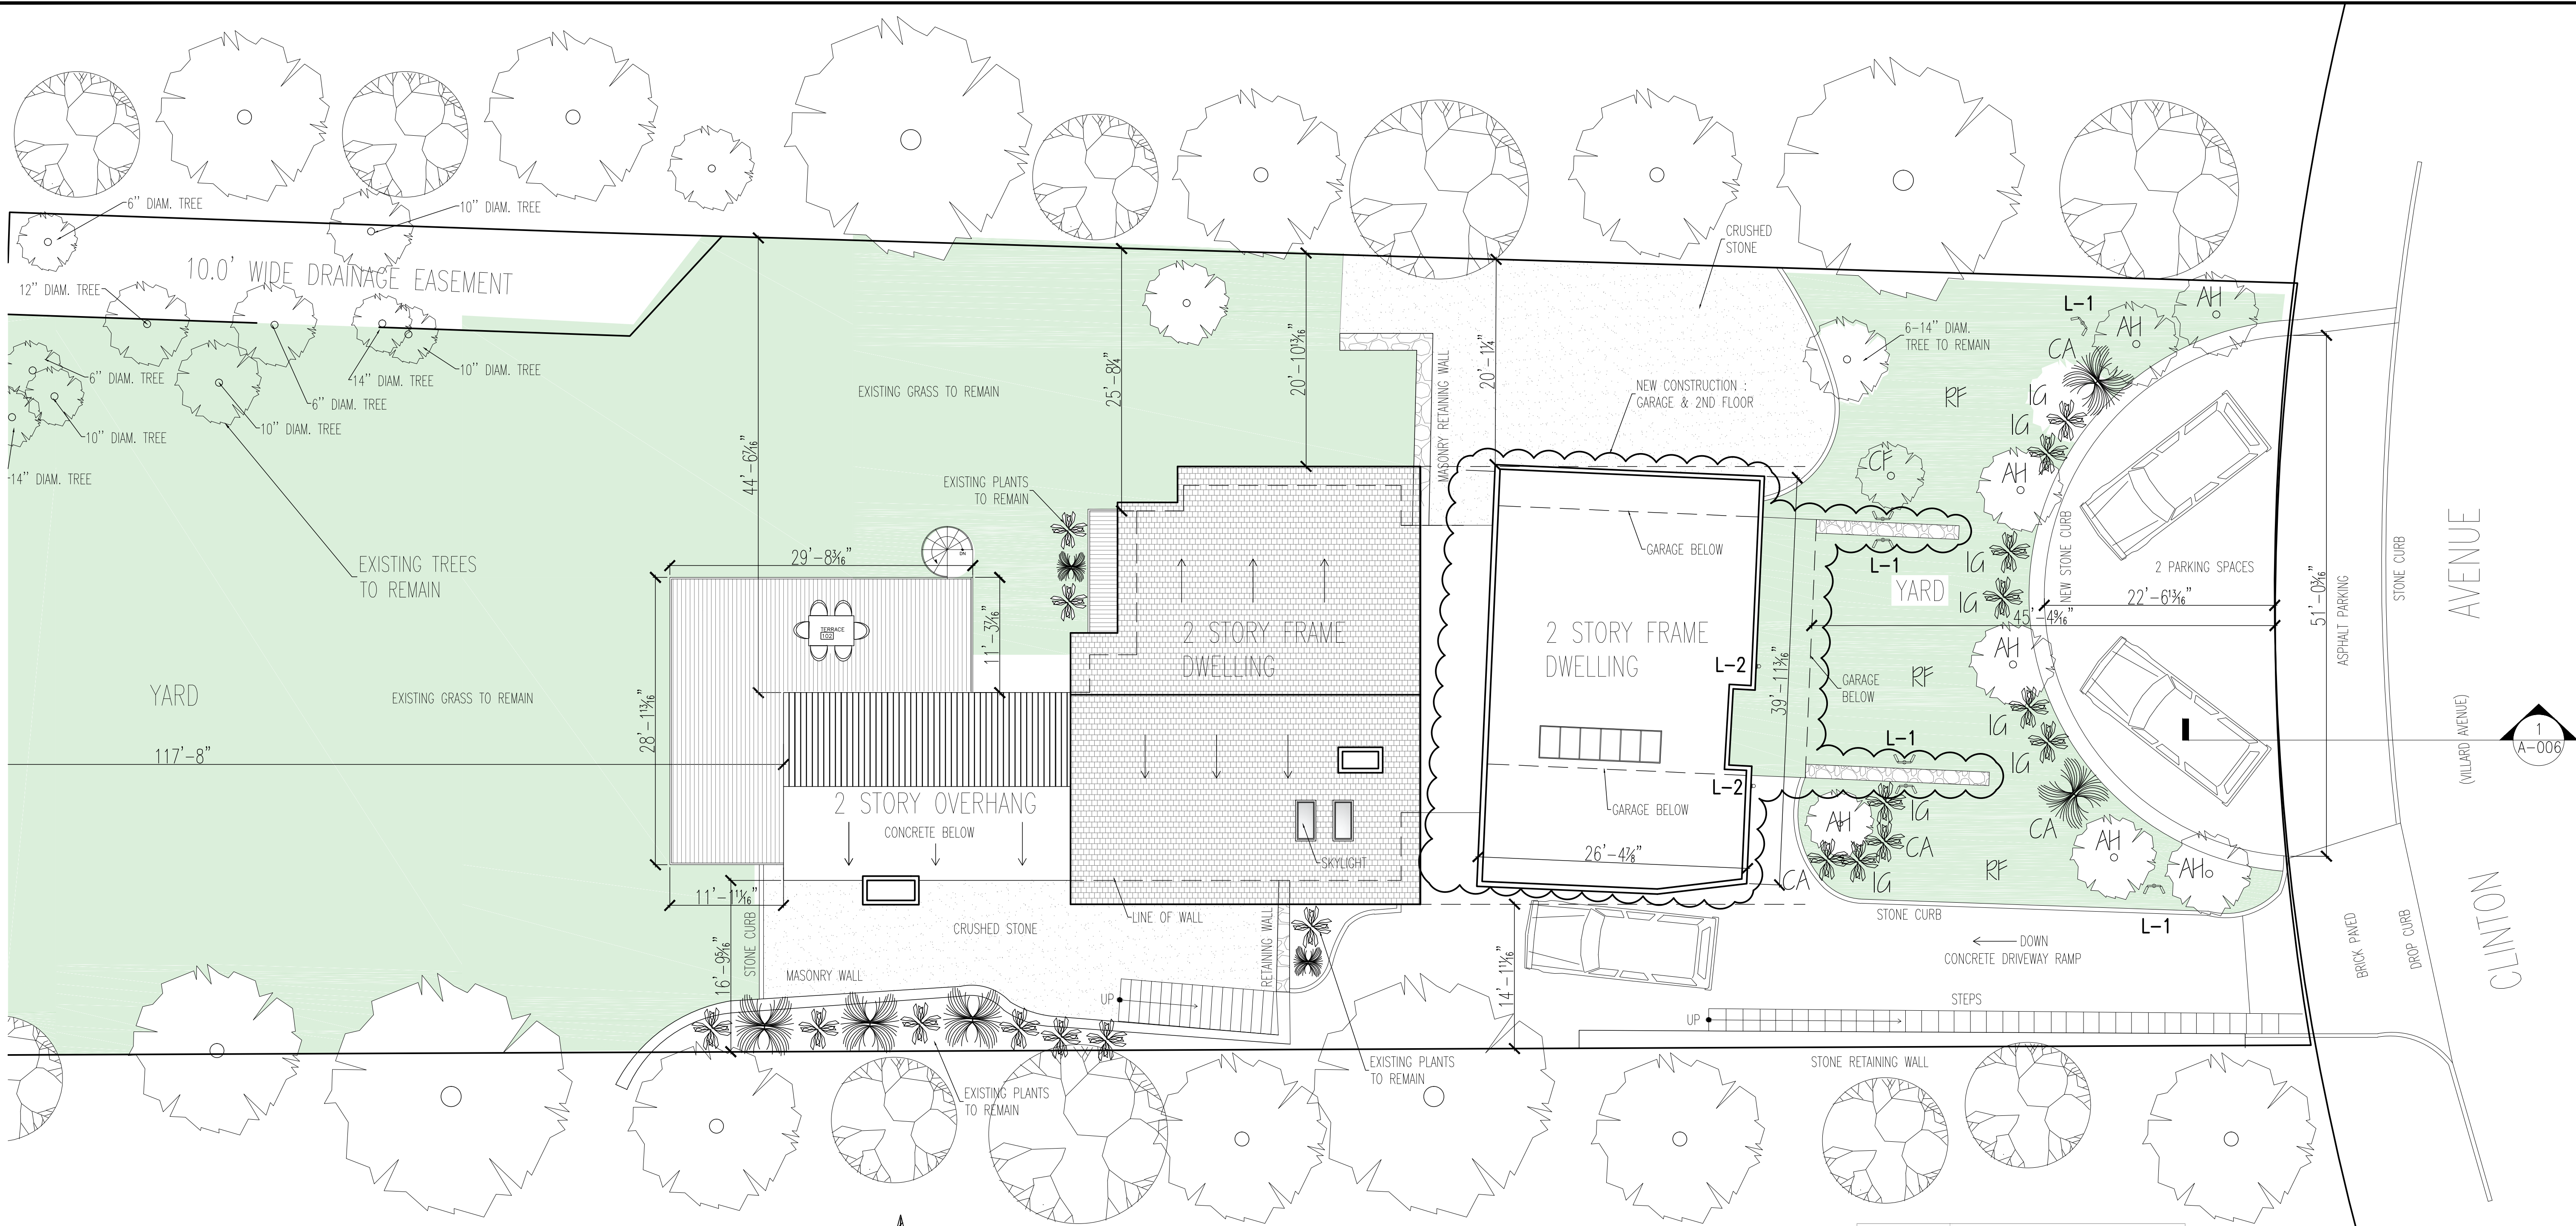 6'' DIAM. TREE
10'' DIAM. TREE
10.0' WIDE DRAINAGE EASEMENT
12'' DIAM. TREE
6'' DIAM. TREE
14'' DIAM. TREE
10'' DIAM. TREE
6'' DIAM. TREE
10'' DIAM. TREE
10'' DIAM. TREE
14'' DIAM. TREE
EXISTING TREES
TO REMAIN
YARD
EXISTING GRASS TO REMAIN
117'-8"
EXISTING GRASS TO REMAIN
44'-6 7/16"
25'-8 1/4"
20'-10 13/16"
20'-1 1/4"
EXISTING PLANTS
TO REMAIN
29'-8 3/16"
DN
TERRACE
102
11'-3 7/16"
28'-1 13/16"
2 STORY OVERHANG
CONCRETE BELOW
11'-1 11/16"
16'-9 5/16"
STONE CURB
CRUSHED STONE
MASONRY WALL
UP
RETAINING WALL
LINE OF WALL
SKYLIGHT
2 STORY FRAME
DWELLING
MASONRY RETAINING WALL
CRUSHED
STONE
NEW CONSTRUCTION :
GARAGE & 2ND FLOOR
GARAGE BELOW
2 STORY FRAME
DWELLING
L-2
L-2
39'-11 13/16"
GARAGE BELOW
26'-4 7/8"
14'-1 1/16"
EXISTING PLANTS
TO REMAIN
EXISTING PLANTS
TO REMAIN
6-14'' DIAM.
TREE TO REMAIN
L-1
AH
AH
CA
RF
IG
IG
CF
AH
L-1
YARD
IG
IG
NEW STONE CURB
2 PARKING SPACES
22'-6 13/16"
45'-4 9/16"
51'-0 3/16"
GARAGE
BELOW
RF
AH
IG
IG
L-1
CA
AH
IG
CA
CA
IG
RF
AH
AH
L-1
STONE CURB
DOWN
CONCRETE DRIVEWAY RAMP
STEPS
UP
STONE RETAINING WALL
ASPHALT PARKING
STONE CURB
BRICK PAVED
DROP CURB
CLINTON
AVENUE
(VILLARD AVENUE)
1
A-006